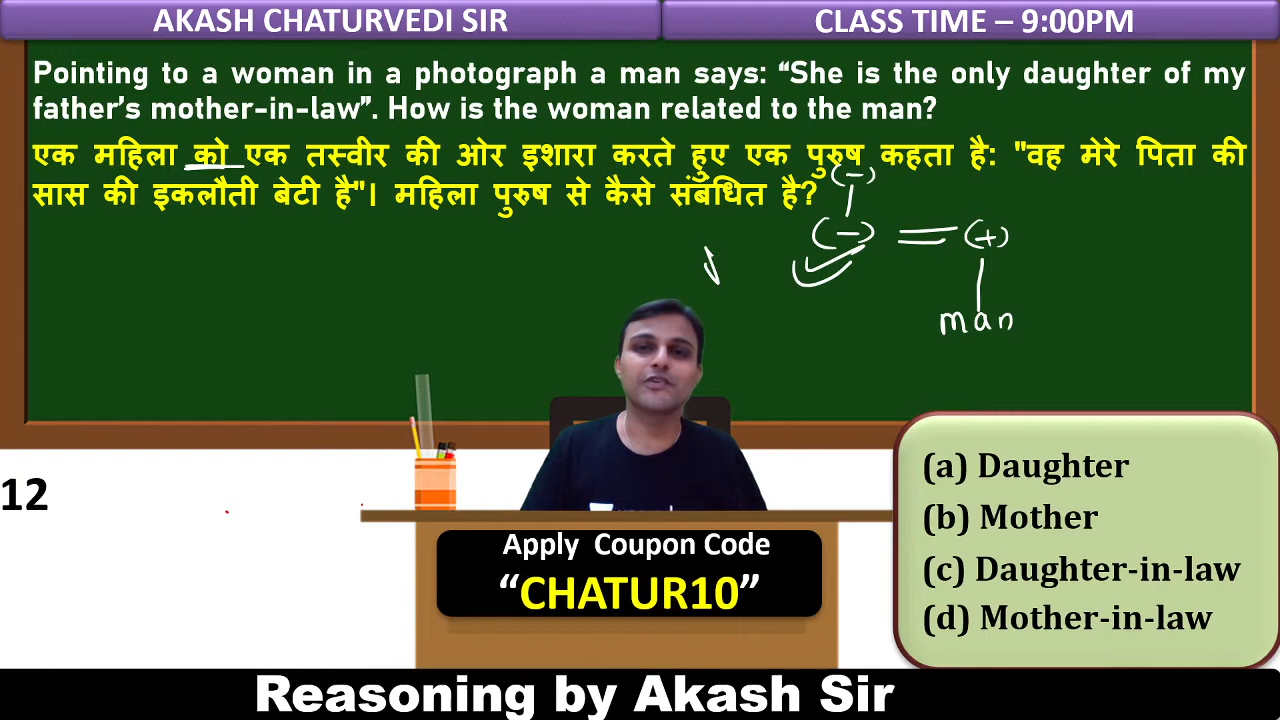 AKASH CHATURVEDI SIR
CLASS TIME – 9:00PM
Pointing to a woman in a photograph a man says: “She is the only daughter of my
father’s mother-in-law”. How is the woman related to the man?
एक महिला को एक तस्वीर की ओर इशारा करते हुए एक पुरुष कहता है: "वह मेरे पिता की
सास की इकलौती बेटी है"। महिला पुरुष से कैसे संबंधित है?
(-)
(-) = (+)
man
(a) Daughter
(b) Mother
(c) Daughter-in-law
(d) Mother-in-law
12
Apply Coupon Code
“CHATUR10”
Reasoning by Akash Sir